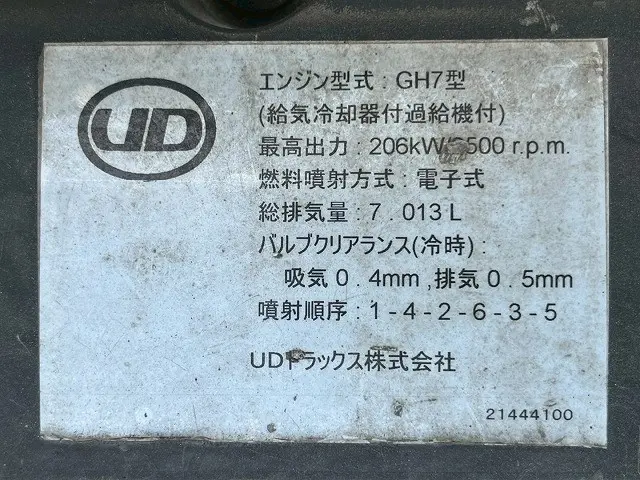 UD
エンジン型式 : GH7型
(給気冷却器付過給機付)
最高出力 : 206kW/ 500 r.p.m.
燃料噴射方式 : 電子式
総排気量 : 7 . 013 L
バルブクリアランス(冷時) :
吸気 0 . 4mm , 排気 0 . 5mm
噴射順序 : 1 - 4 - 2 - 6 - 3 - 5
UDトラックス株式会社
21444100